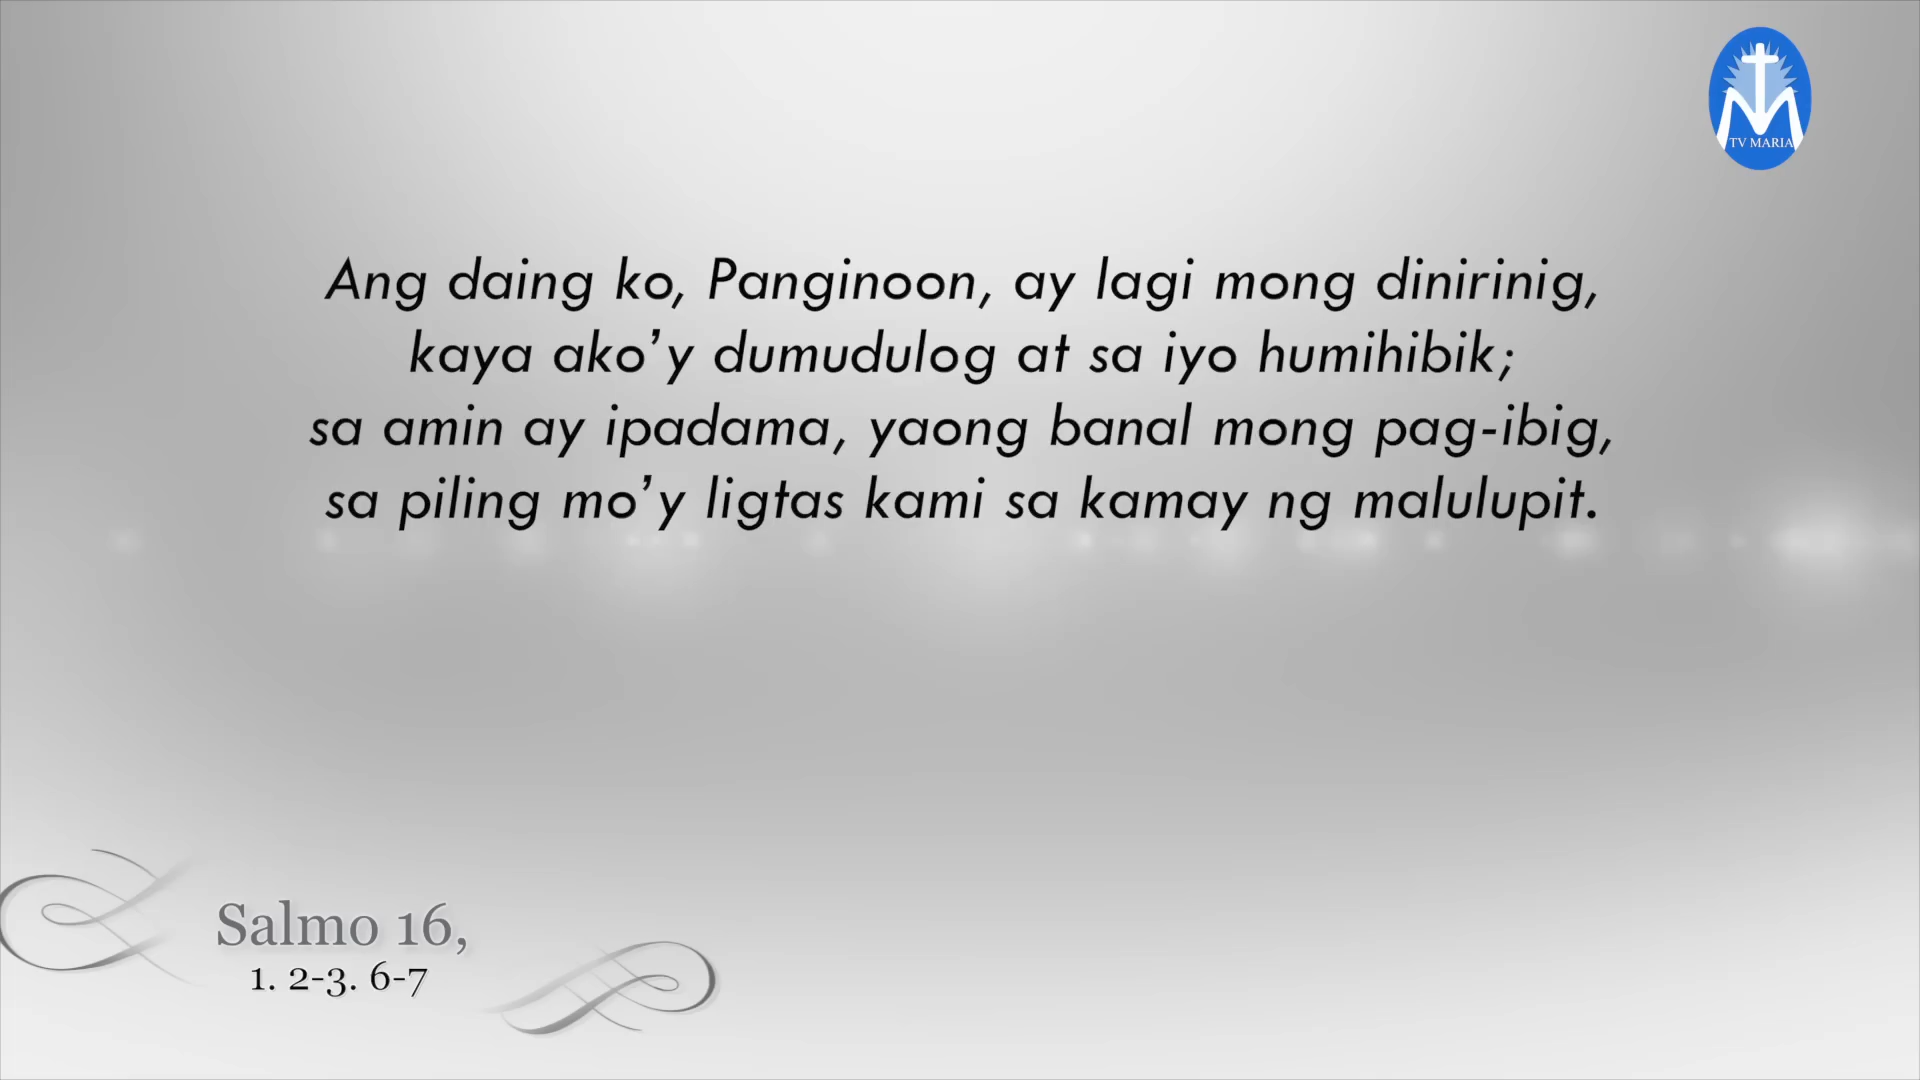 TV MARIA
Ang daing ko, Panginoon, ay lagi mong dinirinig,
kaya ako’y dumudulog at sa iyo humihibik;
sa amin ay ipadama, yaong banal mong pag-ibig,
sa piling mo’y ligtas kami sa kamay ng malulupit.
Salmo 16,
1. 2-3. 6-7